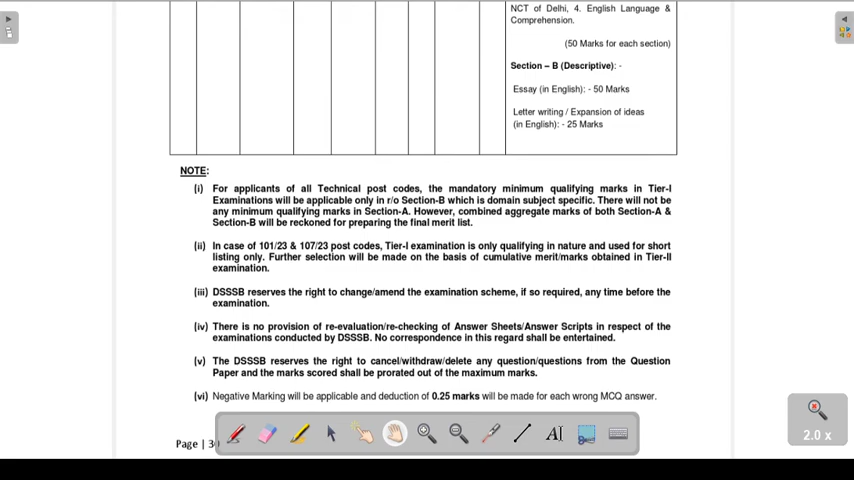 NCT of Delhi, 4. English Language &
Comprehension.
(50 Marks for each section)
Section – B (Descriptive): -
Essay (in English): - 50 Marks
Letter writing / Expansion of ideas
(in English): - 25 Marks
NOTE:
(i) For applicants of all Technical post codes, the mandatory minimum qualifying marks in Tier-I
Examinations will be applicable only in r/o Section-B which is domain subject specific. There will not be
any minimum qualifying marks in Section-A. However, combined aggregate marks of both Section-A &
Section-B will be reckoned for preparing the final merit list.
(ii) In case of 101/23 & 107/23 post codes, Tier-I examination is only qualifying in nature and used for short
listing only. Further selection will be made on the basis of cumulative merit/marks obtained in Tier-II
examination.
(iii) DSSSB reserves the right to change/amend the examination scheme, if so required, any time before the
examination.
(iv) There is no provision of re-evaluation/re-checking of Answer Sheets/Answer Scripts in respect of the
examinations conducted by DSSSB. No correspondence in this regard shall be entertained.
(v) The DSSSB reserves the right to cancel/withdraw/delete any question/questions from the Question
Paper and the marks scored shall be prorated out of the maximum marks.
(vi) Negative Marking will be applicable and deduction of 0.25 marks will be made for each wrong MCQ answer.
Page |
AI
2.0 x